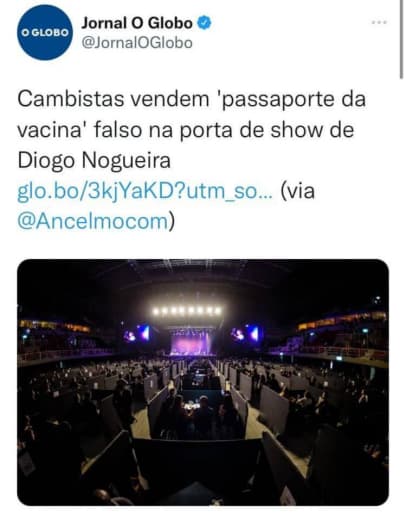 O GLOBO
Jornal O Globo
@JornalOGlobo
Cambistas vendem 'passaporte da
vacina' falso na porta de show de
Diogo Nogueira
glo.bo/3kjYaKD?utm_so... (via
@Ancelmocom)